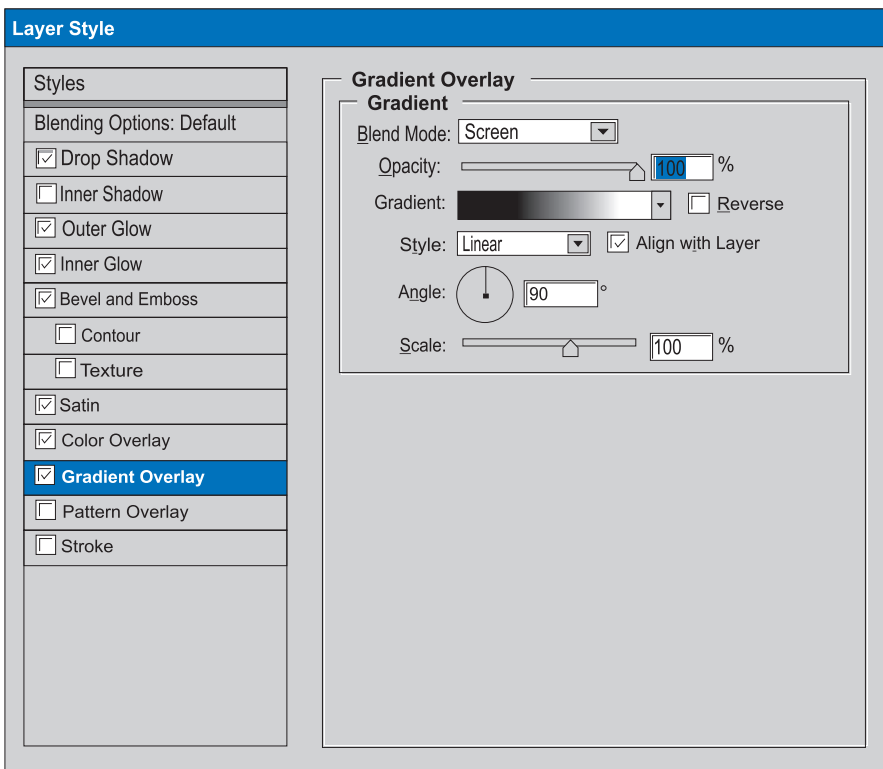 Layer Style
Styles
Blending Options: Default
Drop Shadow
Inner Shadow
Outer Glow
Inner Glow
Bevel and Emboss
Contour
Texture
Satin
Color Overlay
Gradient Overlay
Pattern Overlay
Stroke
Gradient Overlay
Gradient
Blend Mode: Screen
Opacity: 100 %
Gradient: Reverse
Style: Linear Align with Layer
Angle: 90 °
Scale: 100 %